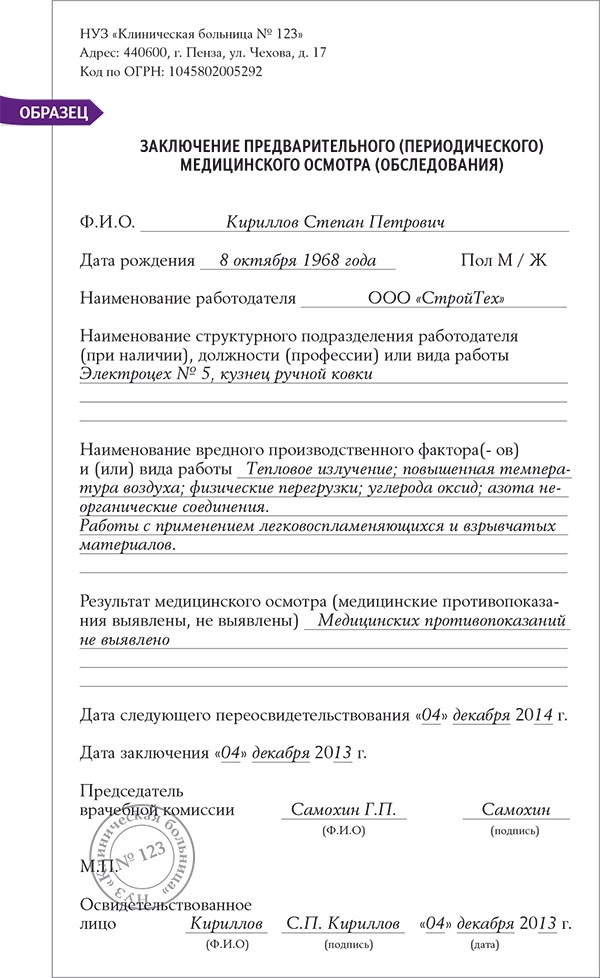 НУЗ «Клиническая больница № 123»
Адрес: 440600, г. Пенза, ул. Чехова, д. 17
Код по ОГРН: 1045802005292
ОБРАЗЕЦ
ЗАКЛЮЧЕНИЕ ПРЕДВАРИТЕЛЬНОГО (ПЕРИОДИЧЕСКОГО)
МЕДИЦИНСКОГО ОСМОТРА (ОБСЛЕДОВАНИЯ)
Ф.И.О. Кириллов Степан Петрович
Дата рождения 8 октября 1968 года Пол М / Ж
Наименование работодателя ООО «СтройТех»
Наименование структурного подразделения работодателя
(при наличии), должности (профессии) или вида работы
Электроцех № 5, кузнец ручной ковки
Наименование вредного производственного фактора(- ов)
и (или) вида работы Тепловое излучение; повышенная темпера-
тура воздуха; физические перегрузки; углерода оксид; азота не-
органические соединения.
Работы с применением легковоспламеняющихся и взрывчатых
материалов.
Результат медицинского осмотра (медицинские противопоказа-
ния выявлены, не выявлены) Медицинских противопоказаний
не выявлено
Дата следующего переосвидетельствования «04» декабря 2014 г.
Дата заключения «04» декабря 2013 г.
Председатель
врачебной комиссии Самохин Г.П. Самохин
(Ф.И.О) (подпись)
НУЗ «Клиническая больница»
№ 123
М.П.
Освидетельствованное
лицо Кириллов С.П. Кириллов «04» декабря 2013 г.
(Ф.И.О) (подпись) (дата)